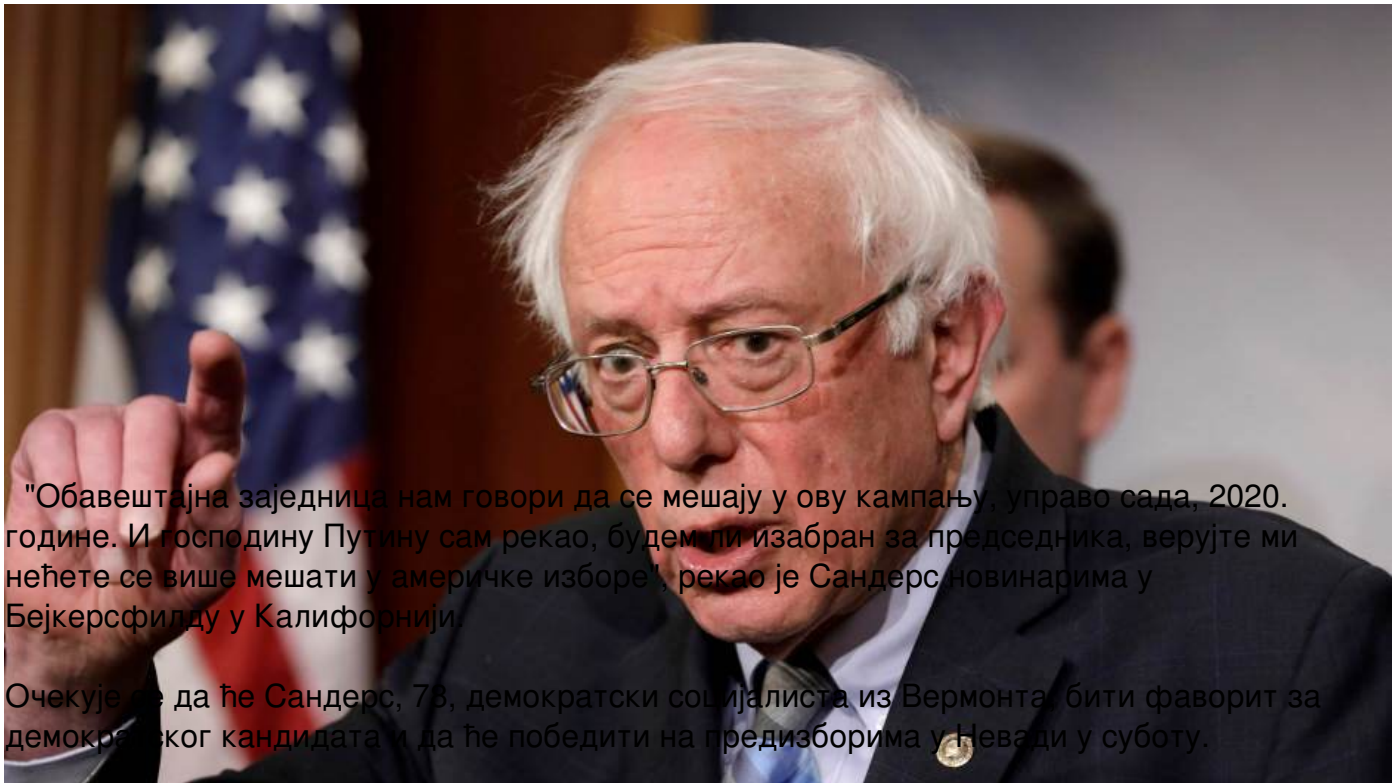 "Обавештајна заједница нам говори да се мешају у ову кампању, управо сада, 2020.
године. И господину Путину сам рекао, будем ли изабран за председника, верујте ми
нећете се више мешати у америчке изборе", рекао је Сандерс новинарима у
Бејкерсфилду у Калифорнији.
Очекује се да ће Сандерс, 78, демократски социјалиста из Вермонта, бити фаворит за
демократског кандидата и да ће победити на предизборима у Невади у суботу.